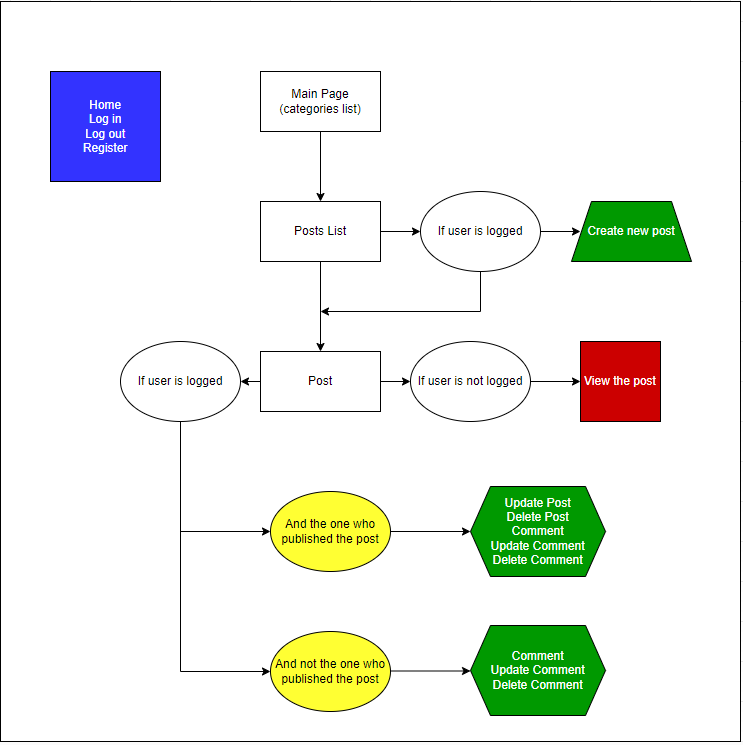 Home
Log in
Log out
Register
Main Page
(categories list)
Posts List
If user is logged
Create new post
If user is logged
Post
If user is not logged
View the post
And the one who
published the post
Update Post
Delete Post
Comment
Update Comment
Delete Comment
And not the one who
published the post
Comment
Update Comment
Delete Comment